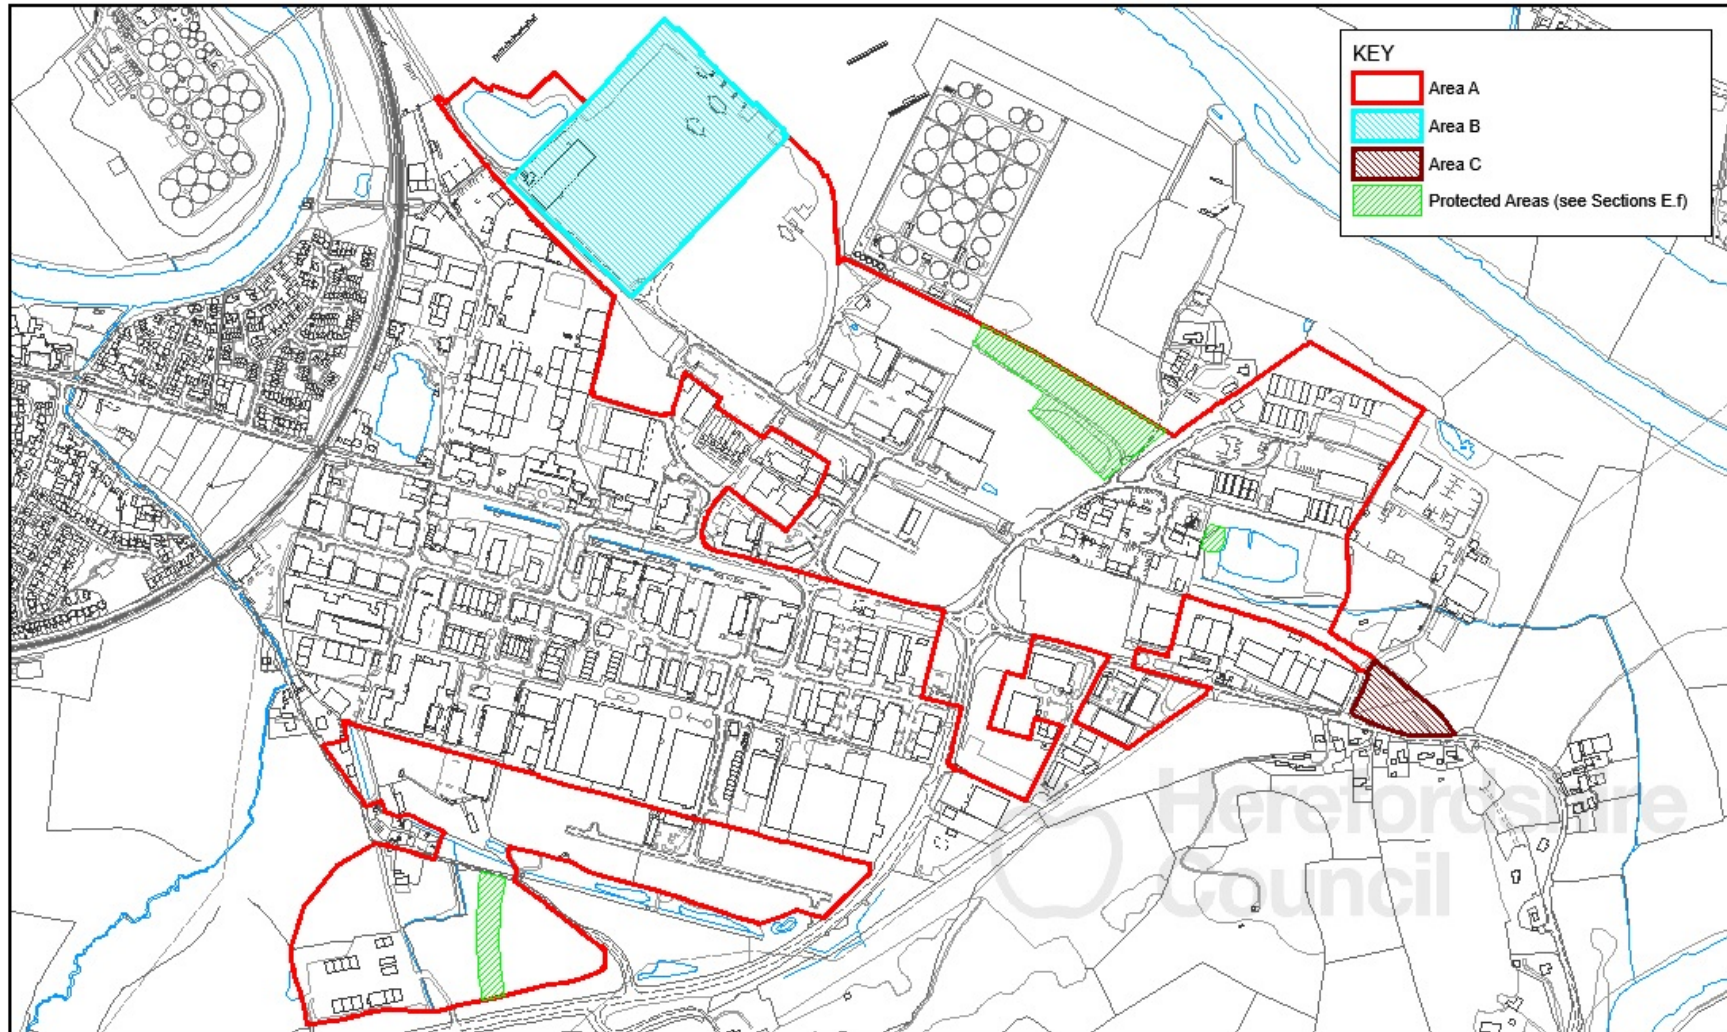 KEY
Area A
Area B
Area C
Protected Areas (see Sections E.f)
Herefordshire
Council